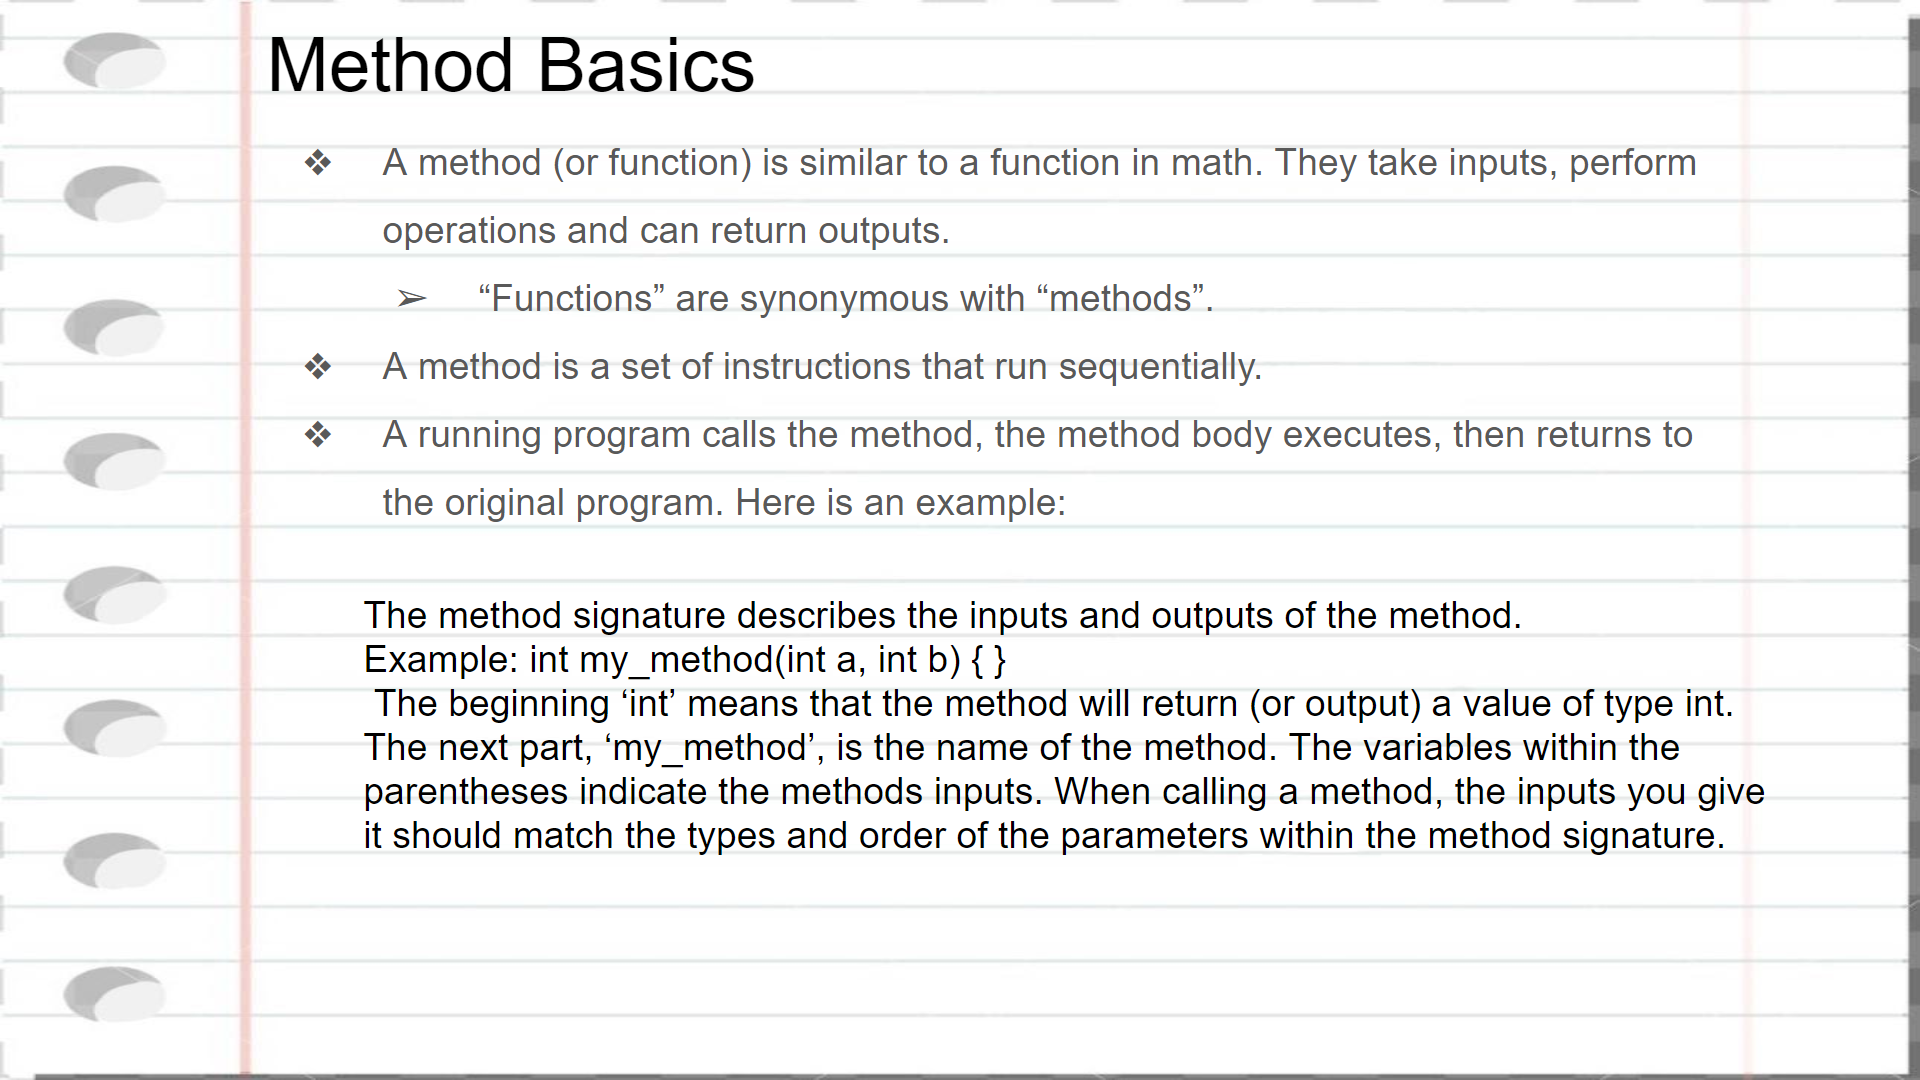 Method Basics
❖ A method (or function) is similar to a function in math. They take inputs, perform
operations and can return outputs.
➢ “Functions” are synonymous with “methods”.
❖ A method is a set of instructions that run sequentially.
❖ A running program calls the method, the method body executes, then returns to
the original program. Here is an example:
The method signature describes the inputs and outputs of the method.
Example: int my_method(int a, int b) { }
The beginning ‘int’ means that the method will return (or output) a value of type int.
The next part, ‘my_method’, is the name of the method. The variables within the
parentheses indicate the methods inputs. When calling a method, the inputs you give
it should match the types and order of the parameters within the method signature.